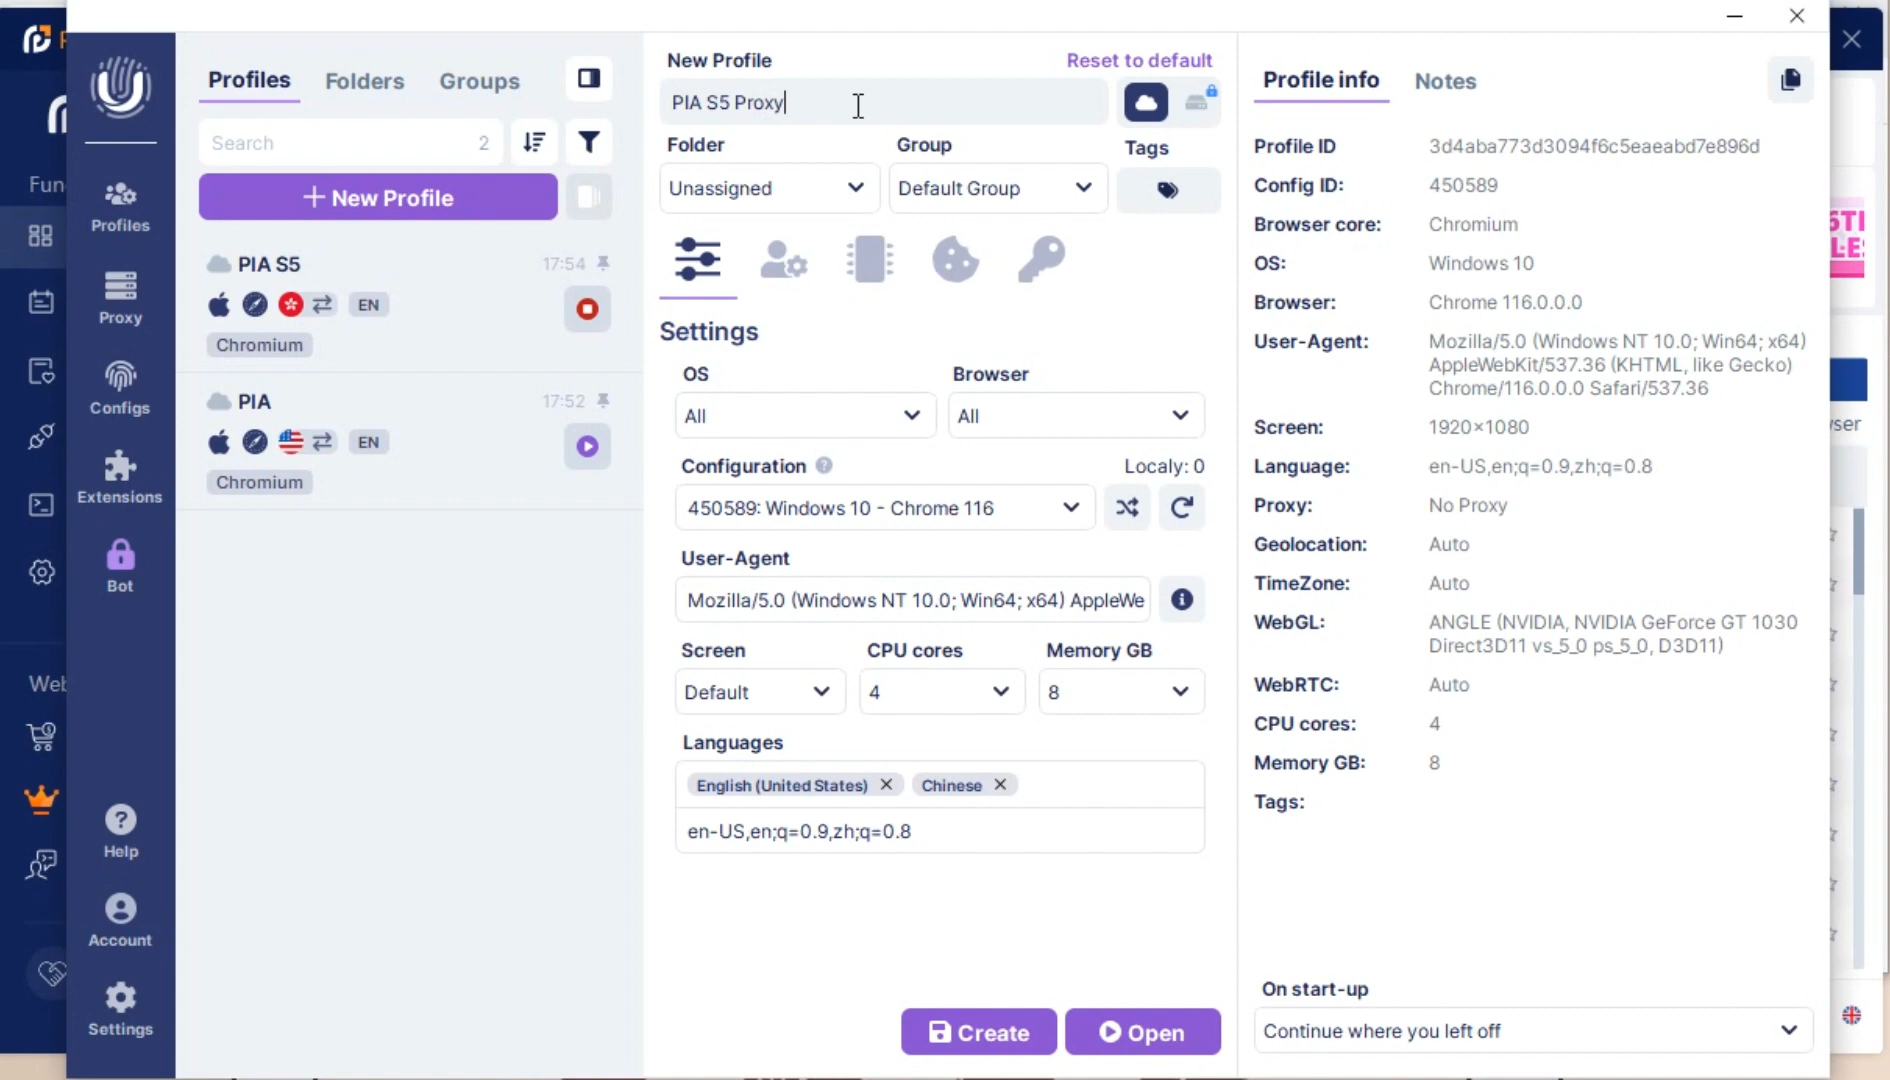 Fun
Web
Profiles
Proxy
Configs
Extensions
Bot
Help
Account
Settings
Profiles
Folders
Groups
Search
2
New Profile
PIA S5
17:54
EN
Chromium
PIA
17:52
EN
Chromium
New Profile
Reset to default
PIA S5 Proxy
Folder
Group
Tags
Unassigned
Default Group
Settings
OS
Browser
All
All
Configuration
?
Localy: 0
450589: Windows 10 - Chrome 116
User-Agent
Mozilla/5.0 (Windows NT 10.0; Win64; x64) AppleWe
Screen
CPU cores
Memory GB
Default
4
8
Languages
English (United States)
Chinese
en-US,en;q=0.9,zh;q=0.8
Create
Open
Profile info
Notes
Profile ID
3d4aba773d3094f6c5eaeabd7e896d
Config ID:
450589
Browser core:
Chromium
OS:
Windows 10
Browser:
Chrome 116.0.0.0
User-Agent:
Mozilla/5.0 (Windows NT 10.0; Win64; x64)
AppleWebKit/537.36 (KHTML, like Gecko)
Chrome/116.0.0.0 Safari/537.36
Screen:
1920×1080
Language:
en-US,en;q=0.9,zh;q=0.8
Proxy:
No Proxy
Geolocation:
Auto
TimeZone:
Auto
WebGL:
ANGLE (NVIDIA, NVIDIA GeForce GT 1030
Direct3D11 vs_5_0 ps_5_0, D3D11)
WebRTC:
Auto
CPU cores:
4
Memory GB:
8
Tags:
On start-up
Continue where you left off